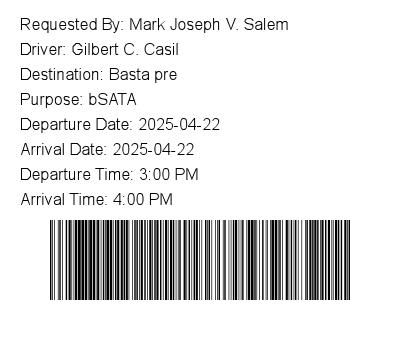 Requested By: Mark Joseph V. Salem
Driver: Gilbert C. Casil
Destination: Basta pre
Purpose: bSATA
Departure Date: 2025-04-22
Arrival Date: 2025-04-22
Departure Time: 3:00 PM
Arrival Time: 4:00 PM